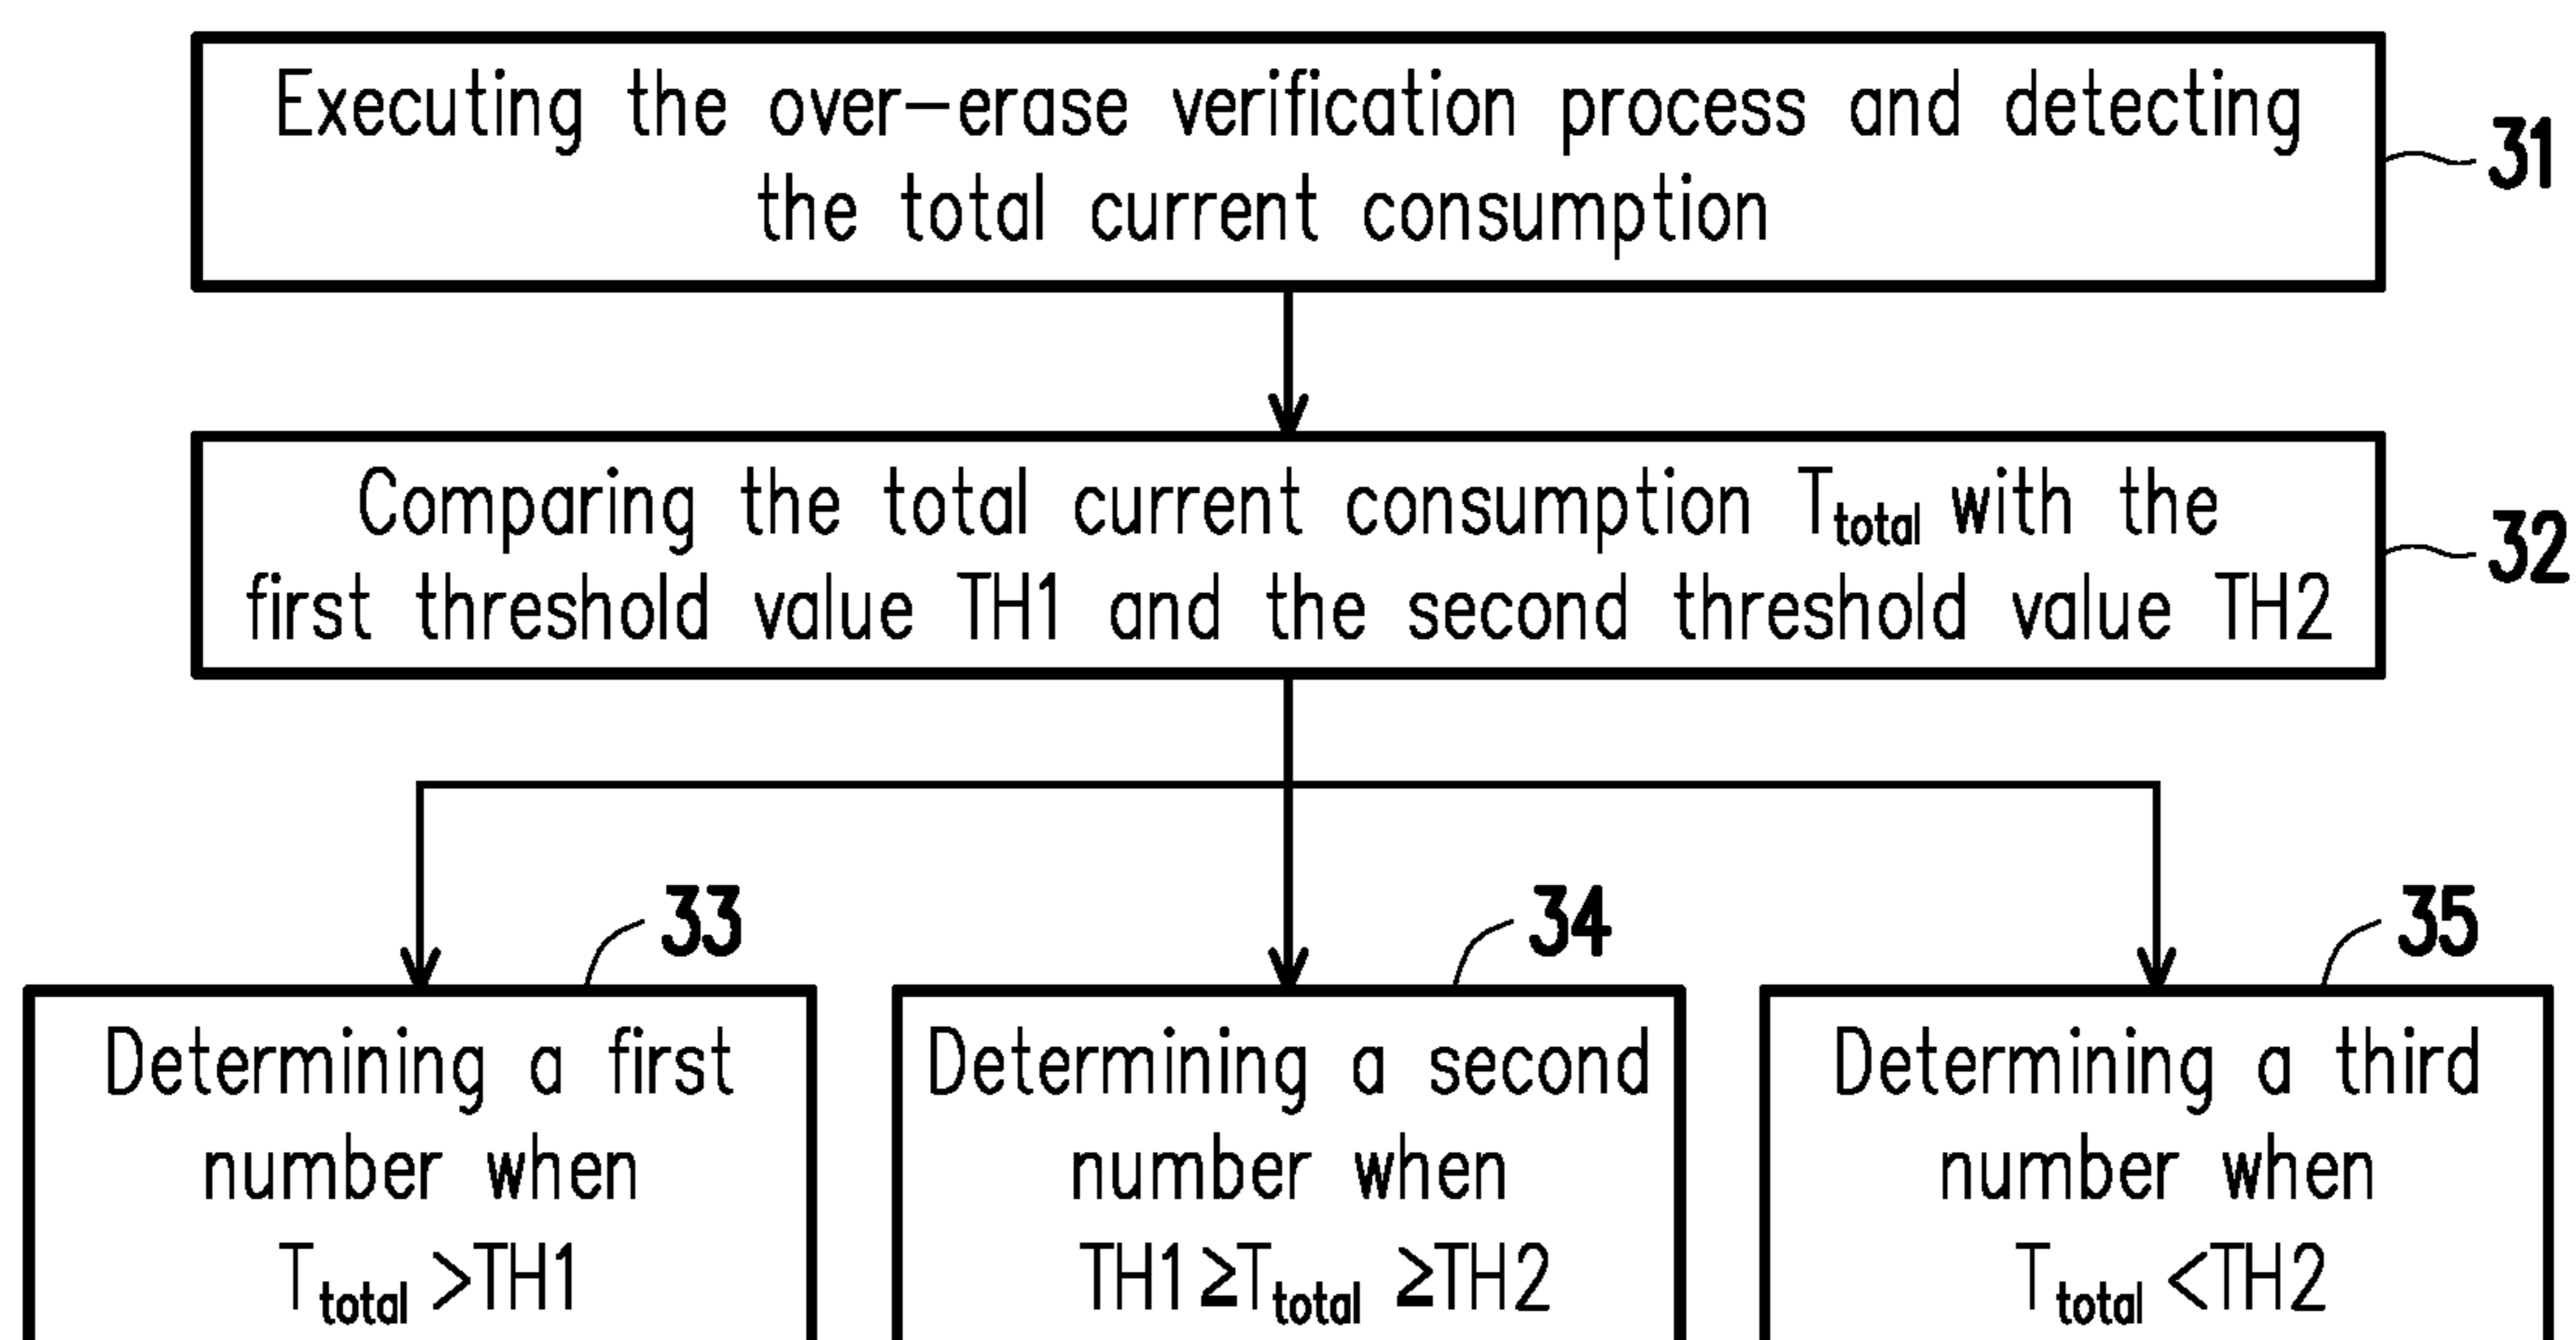 Executing the over-erase verification process and detecting
the total current consumption
31
Comparing the total current consumption Ttotal with the
first threshold value TH1 and the second threshold value TH2
32
33
Determining a first
number when
Ttotal >TH1
34
Determining a second
number when
TH1≥Ttotal ≥TH2
35
Determining a third
number when
Ttotal <TH2